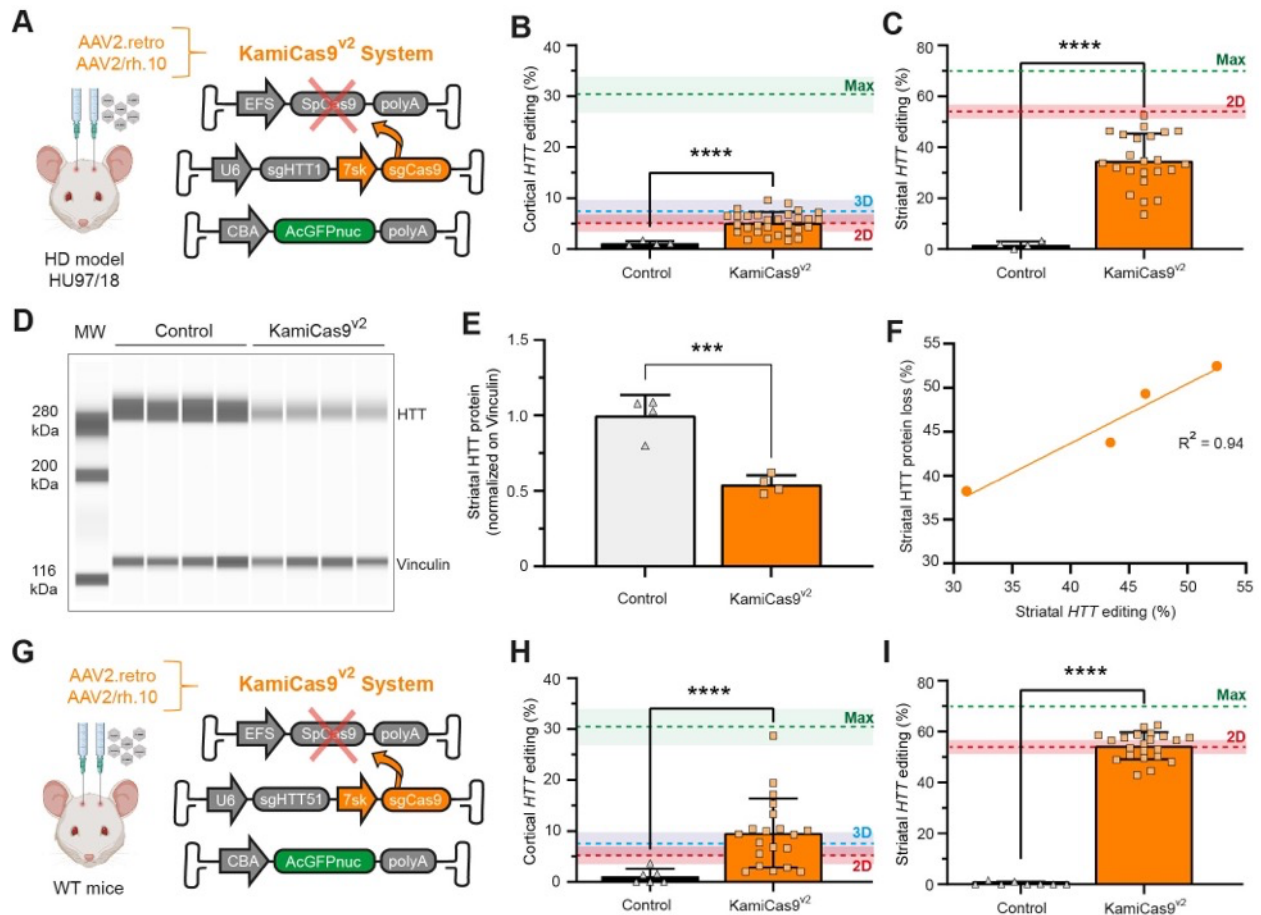 A
AAV2.retro
AAV2/rh.10
KamiCas9v2 System
EFS SpCas9 polyA
U6 sgHTT1 7sk sgCas9
CBA AcGFPnuc polyA
HD model
HU97/18
B
Cortical HTT editing (%)
40
30
20
10
0
Max
****
3D
2D
Control KamiCas9v2
C
Striatal HTT editing (%)
80
60
40
20
0
****
Max
2D
Control KamiCas9v2
D
MW Control KamiCas9v2
280
kDa
200
kDa
116
kDa
HTT
Vinculin
E
Striatal HTT protein
(normalized on Vinculin)
1.5
1.0
0.5
0
***
Control KamiCas9v2
F
Striatal HTT protein loss (%)
55
50
45
40
35
30
R2 = 0.94
30 35 40 45 50 55
Striatal HTT editing (%)
G
AAV2.retro
AAV2/rh.10
KamiCas9v2 System
EFS SpCas9 polyA
U6 sgHTT51 7sk sgCas9
CBA AcGFPnuc polyA
WT mice
H
Cortical HTT editing (%)
40
30
20
10
0
****
Max
3D
2D
Control KamiCas9v2
I
Striatal HTT editing (%)
80
60
40
20
0
****
Max
2D
Control KamiCas9v2